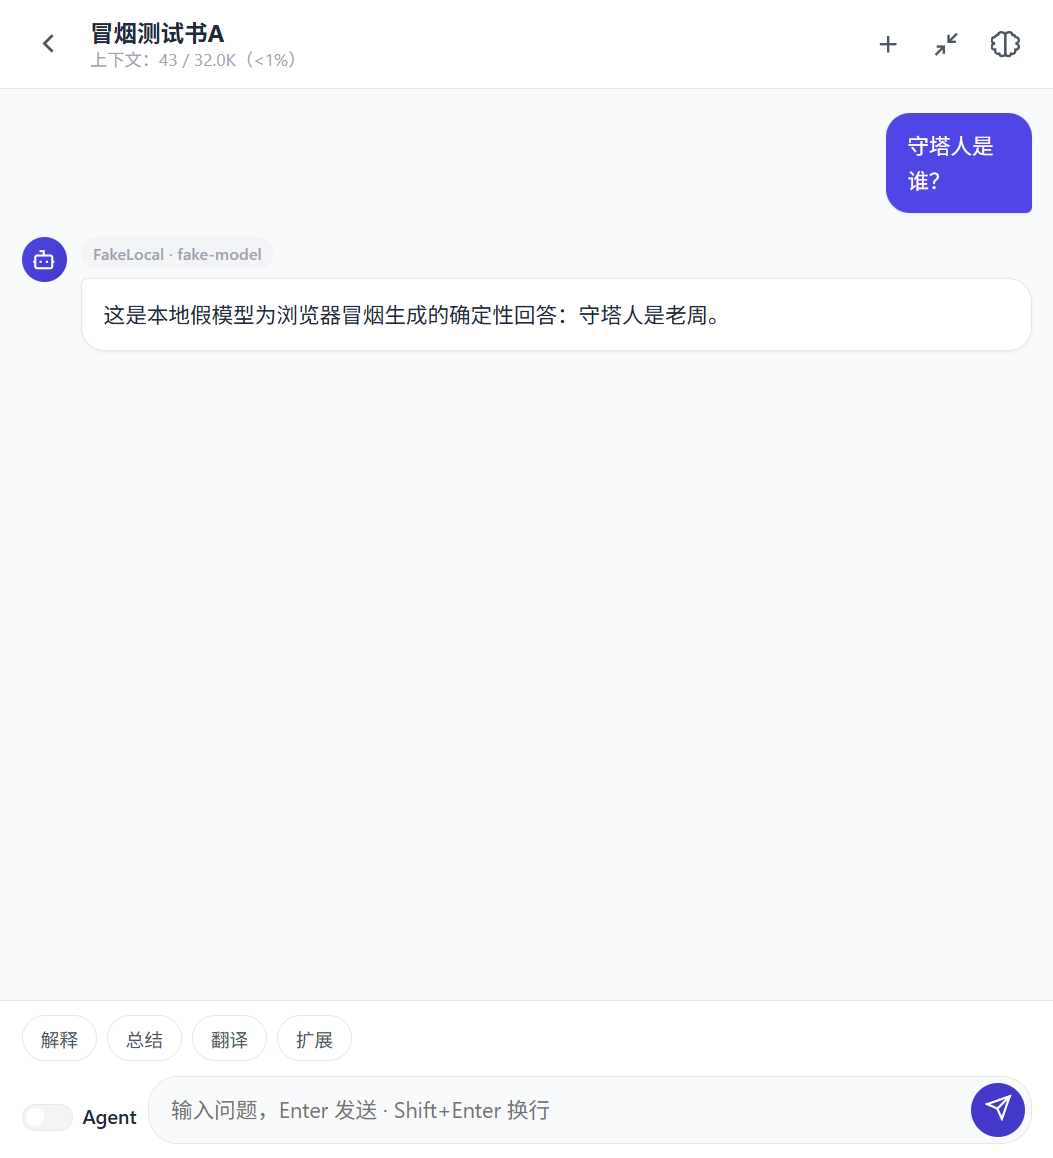 冒烟测试书A
上下文：43 / 32.0K（<1%）
守塔人是
谁？
FakeLocal · fake-model
这是本地假模型为浏览器冒烟生成的确定性回答：守塔人是老周。
解释
总结
翻译
扩展
Agent
输入问题，Enter 发送 · Shift+Enter 换行